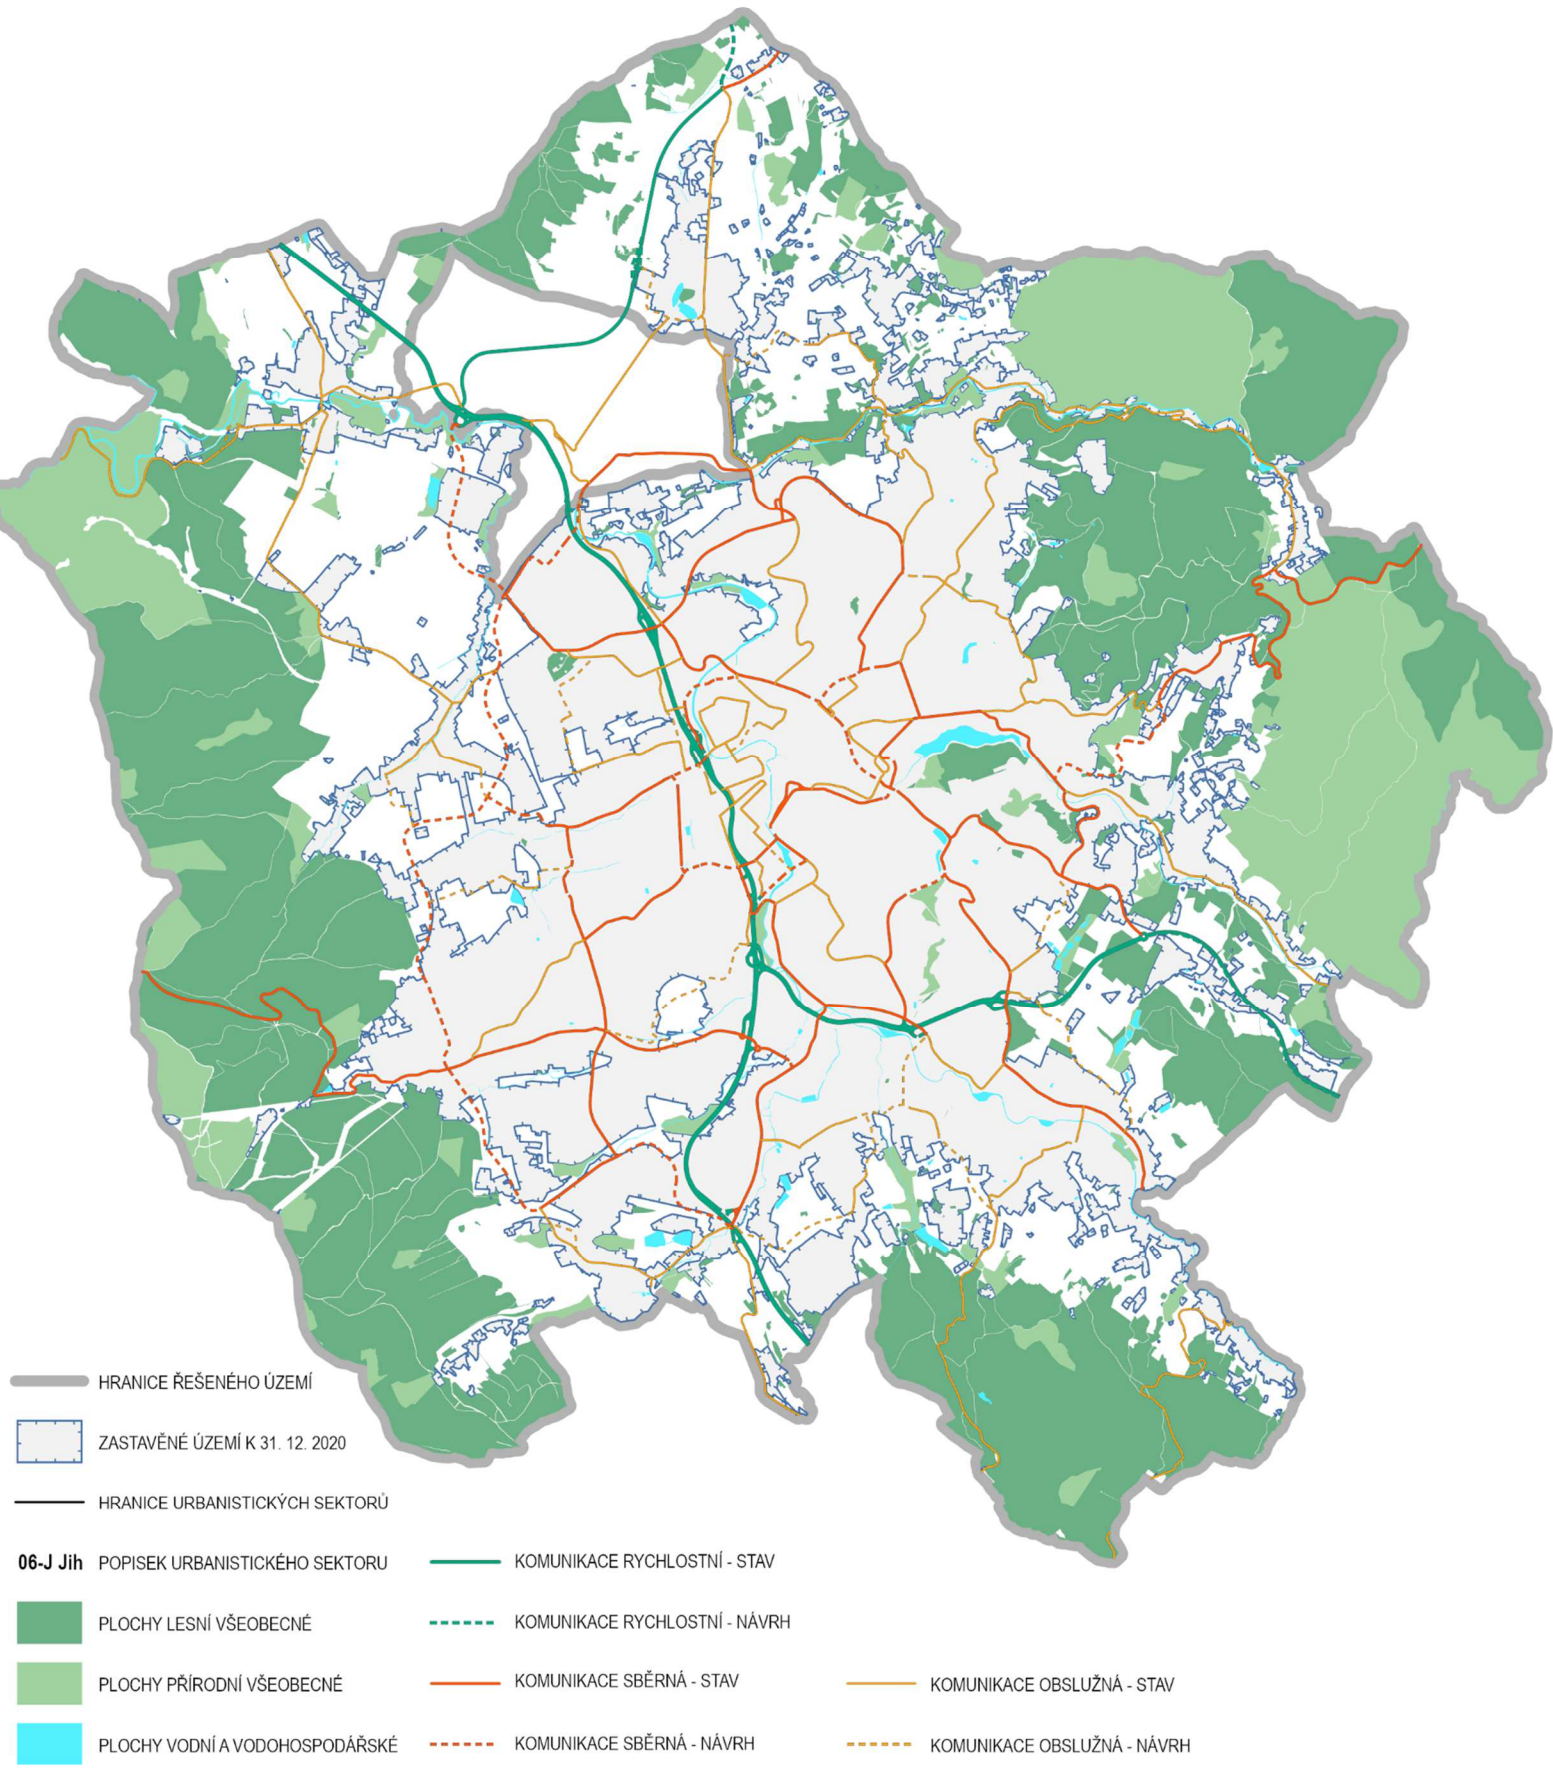 HRANICE ŘEŠENÉHO ÚZEMÍ
ZASTAVĚNÉ ÚZEMÍ K 31. 12. 2020
HRANICE URBANISTICKÝCH SEKTORŮ
06-J Jih POPISEK URBANISTICKÉHO SEKTORU
KOMUNIKACE RYCHLOSTNÍ - STAV
PLOCHY LESNÍ VŠEOBECNÉ
KOMUNIKACE RYCHLOSTNÍ - NÁVRH
PLOCHY PŘÍRODNÍ VŠEOBECNÉ
KOMUNIKACE SBĚRNÁ - STAV
KOMUNIKACE OBSLUŽNÁ - STAV
PLOCHY VODNÍ A VODOHOSPODÁŘSKÉ
KOMUNIKACE SBĚRNÁ - NÁVRH
KOMUNIKACE OBSLUŽNÁ - NÁVRH